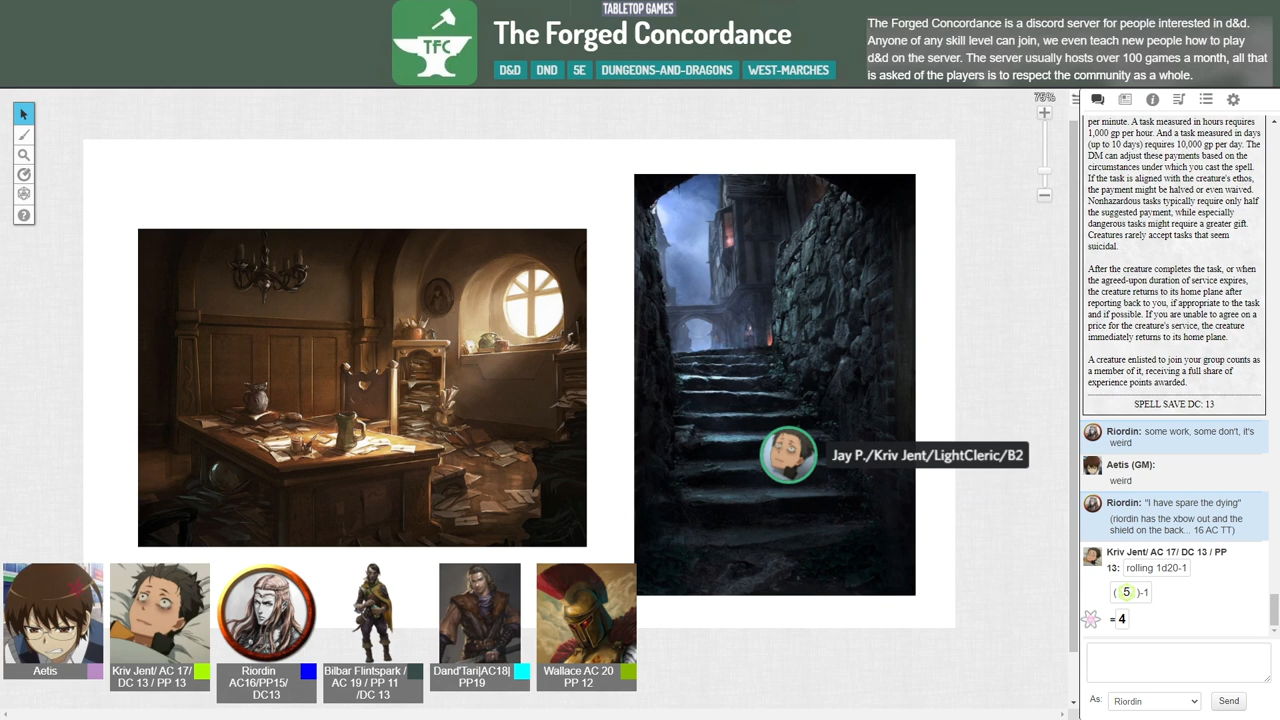 TABLETOP GAMES
TFC
The Forged Concordance
D&D DND 5E DUNGEONS-AND-DRAGONS WEST-MARCHES
The Forged Concordance is a discord server for people interested in d&d.
Anyone of any skill level can join, we even teach new people how to play
d&d on the server. The server usually hosts over 100 games a month, all that
is asked of the players is to respect the community as a whole.
75%
Jay P./Kriv Jent/LightCleric/B2
Aetis
Kriv Jent/ AC 17/
DC 13 / PP 13
Riordin
AC16/PP15/
DC13
Bilbar Flintspark /
AC 19 / PP 11
/DC 13
Dand'Tari|AC18|
PP19
Wallace AC 20
PP 12
per minute. A task measured in hours requires
1,000 gp per hour. And a task measured in days
(up to 10 days) requires 10,000 gp per day. The
DM can adjust these payments based on the
circumstances under which you cast the spell.
If the task is aligned with the creature's ethos,
the payment might be halved or even waived.
Nonhazardous tasks typically require only half
the suggested payment, while especially
dangerous tasks might require a greater gift.
Creatures rarely accept tasks that seem
suicidal.
After the creature completes the task, or when
the agreed-upon duration of service expires,
the creature returns to its home plane after
reporting back to you, if appropriate to the task
and if possible. If you are unable to agree on a
price for the creature's service, the creature
immediately returns to its home plane.
A creature enlisted to join your group counts as
a member of it, receiving a full share of
experience points awarded.
SPELL SAVE DC: 13
Riordin: some work, some don't, it's
weird
Aetis (GM):
weird
Riordin: "I have spare the dying"
(riordin has the xbow out and the
shield on the back... 16 AC TT)
Kriv Jent/ AC 17/ DC 13 / PP
13: rolling 1d20-1
(5)-1
=4
As: Riordin Send